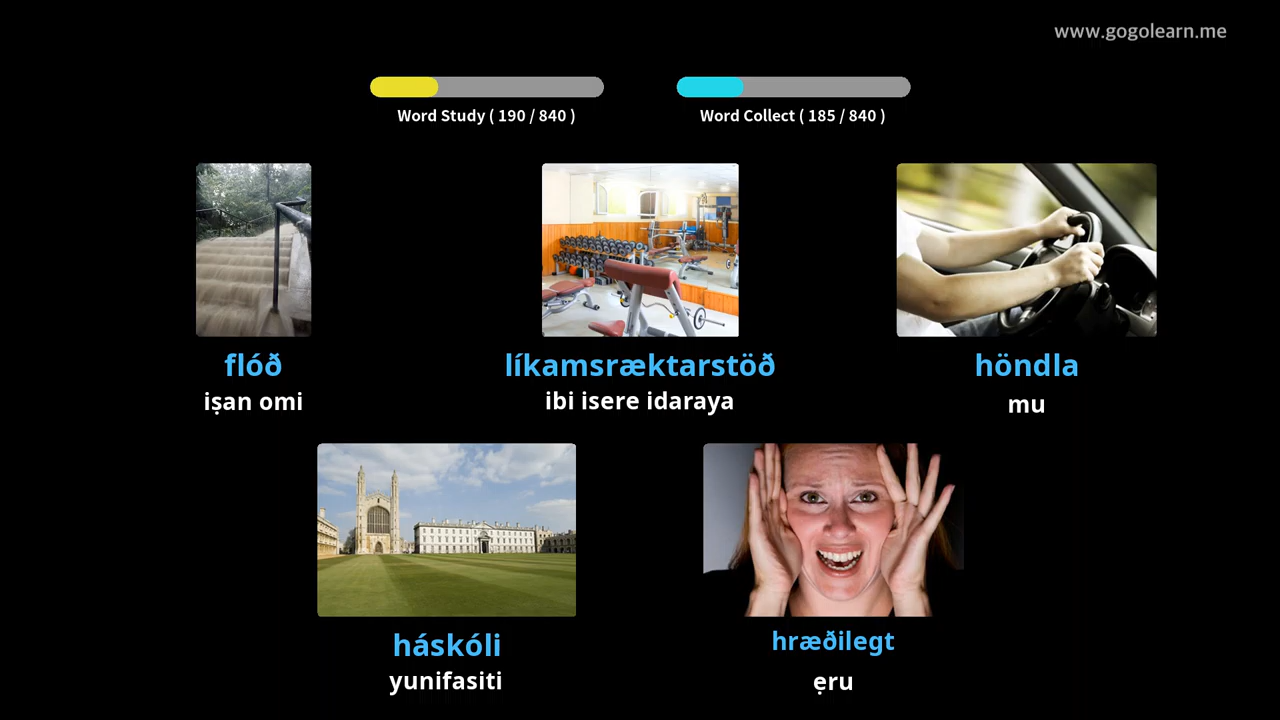 www.gogolearn.me
Word Study ( 190 / 840 )
Word Collect ( 185 / 840 )
flóð
iṣan omi
líkamsræktarstöð
ibi isere idaraya
höndla
mu
háskóli
yunifasiti
hræðilegt
ẹru